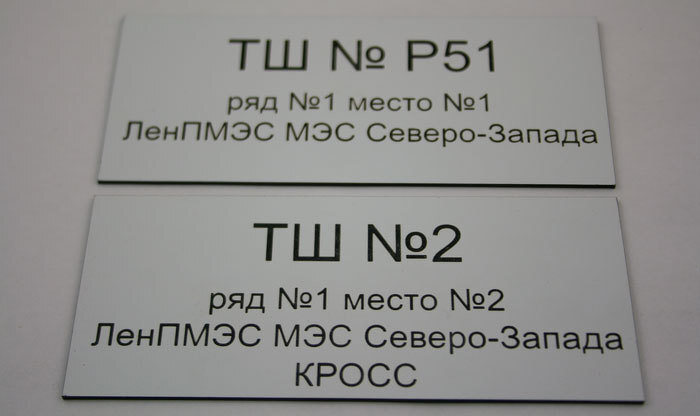 ТШ № Р51
ряд №1 место №1
ЛенПМЭС МЭС Северо-Запада
ТШ №2
ряд №1 место №2
ЛенПМЭС МЭС Северо-Запада
КРОСС